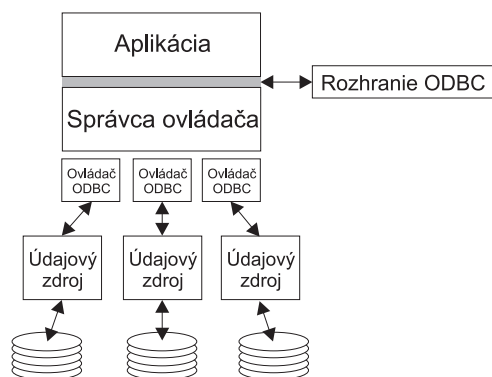 Aplikácia
Rozhranie ODBC
Správca ovládača
Ovládač
ODBC
Ovládač
ODBC
Ovládač
ODBC
Údajový
zdroj
Údajový
zdroj
Údajový
zdroj